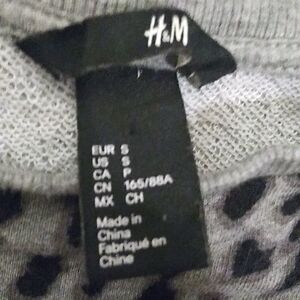 H&M
EUR S
US S
CA P
CN 165/88A
MX CH
Made in
China
Fabriqué en
Chine